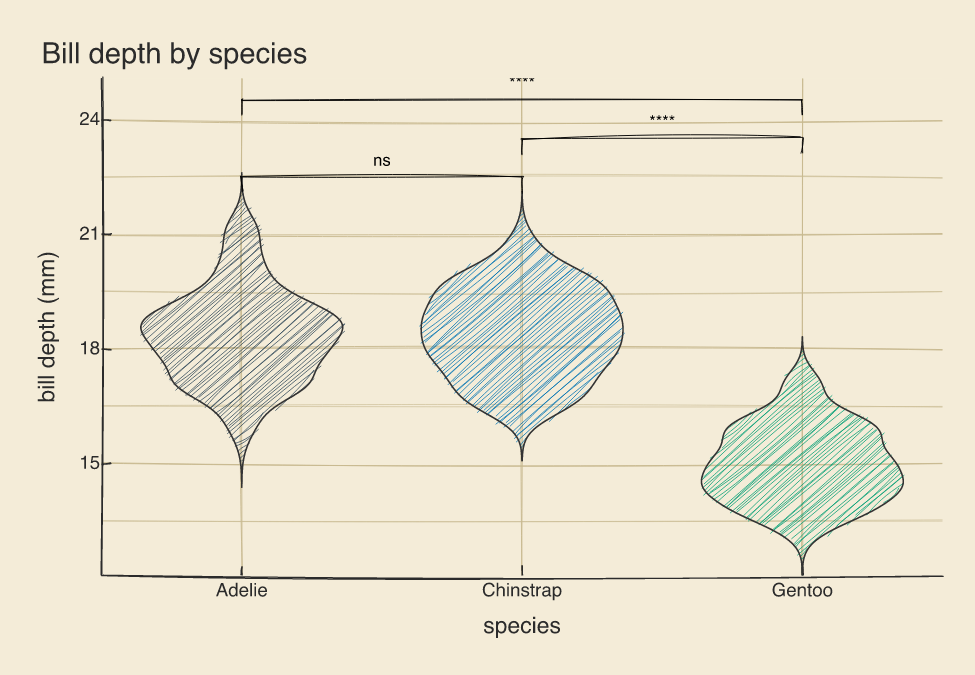 Bill depth by species
****
24
****
ns
21
18
15
bill depth (mm)
Adelie Chinstrap Gentoo
species